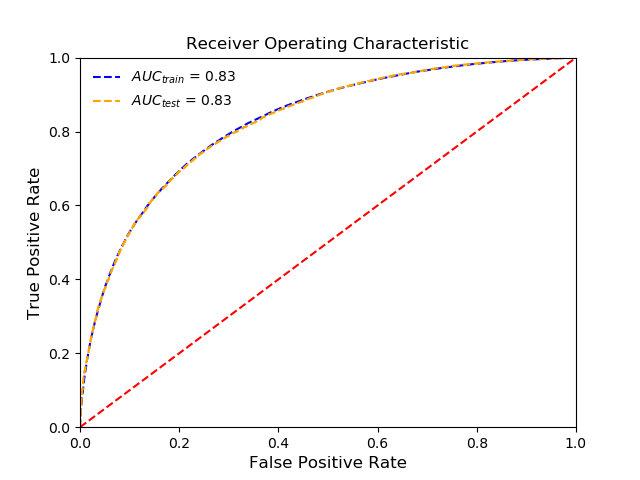 Receiver Operating Characteristic
AUC_train = 0.83
AUC_test = 0.83
True Positive Rate
1.0
0.8
0.6
0.4
0.2
0.0
0.0 0.2 0.4 0.6 0.8 1.0
False Positive Rate